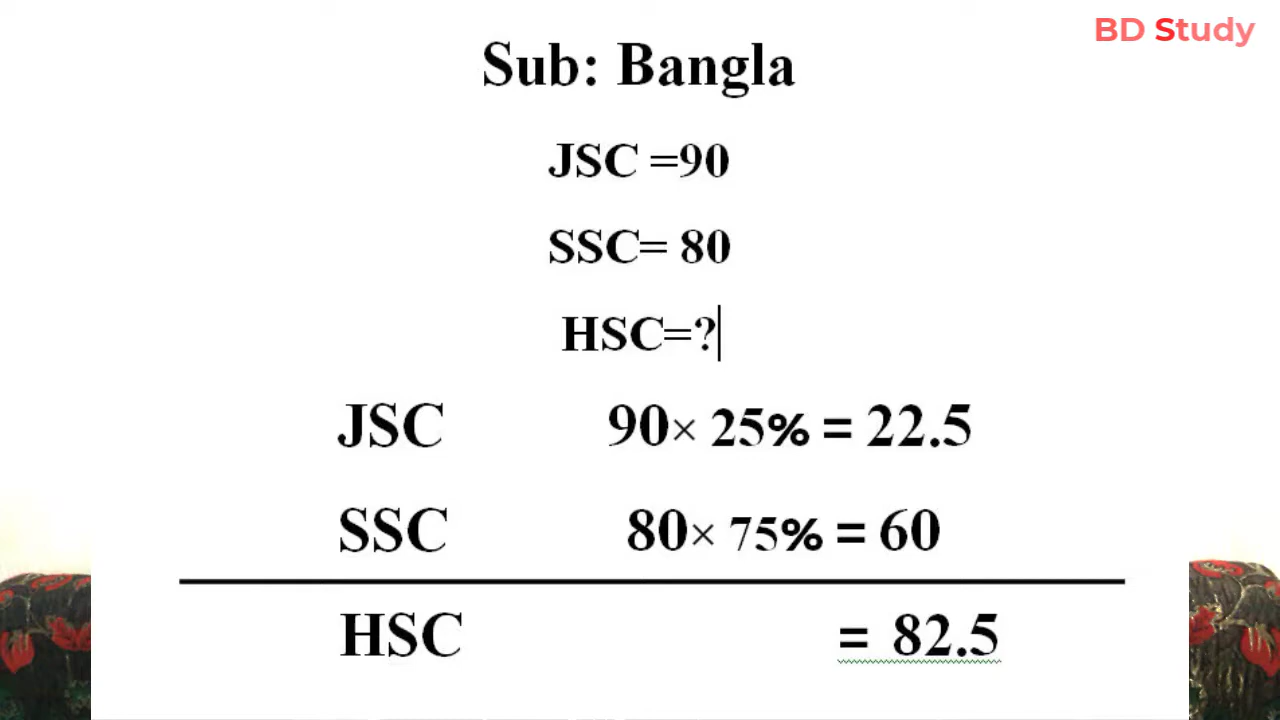 BD Study
Sub: Bangla
JSC =90
SSC= 80
HSC=?
JSC 90× 25% = 22.5
SSC 80× 75% = 60
HSC = 82.5